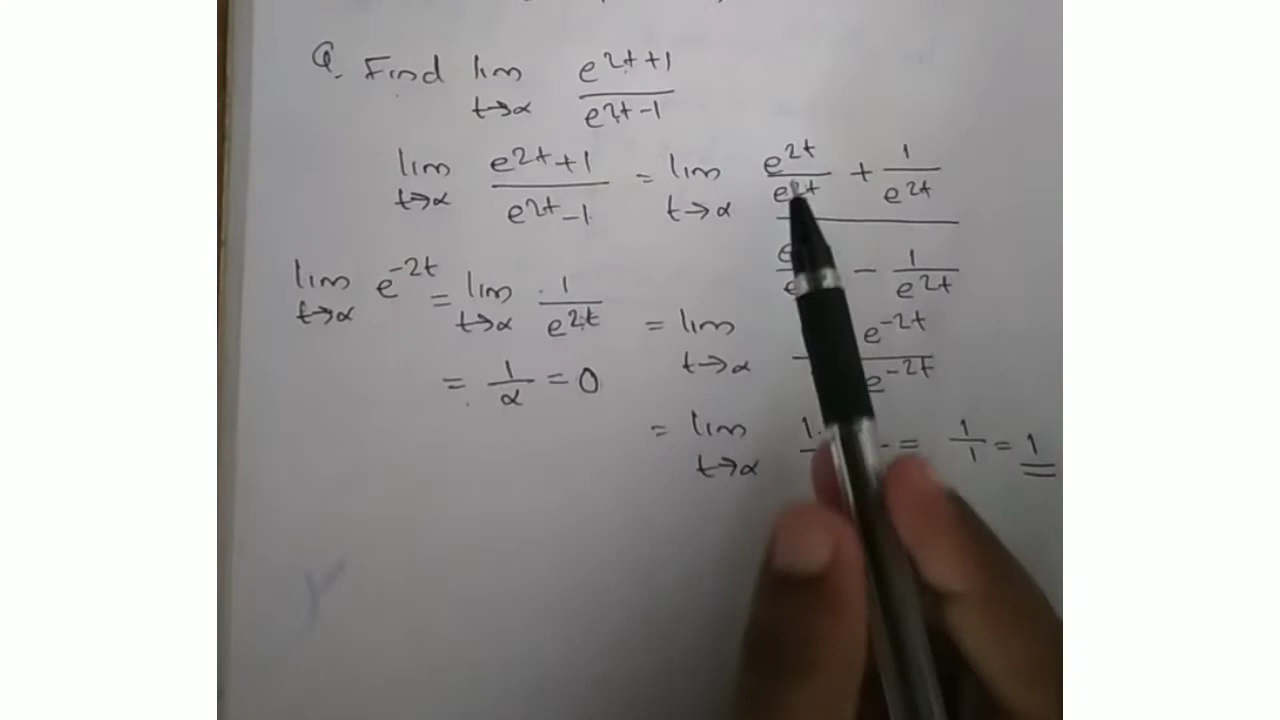 Q. Find lim t→α e^2t+1 / e^2t-1
lim t→α e^2t+1 / e^2t-1 = lim t→α e^2t/e^2t + 1/e^2t
- 1/e^2t
lim t→α e^-2t = lim t→α 1/e^2t
= lim t→α e^-2t / e^-2t
= 1/α = 0
= lim t→α = 1/1 = 1